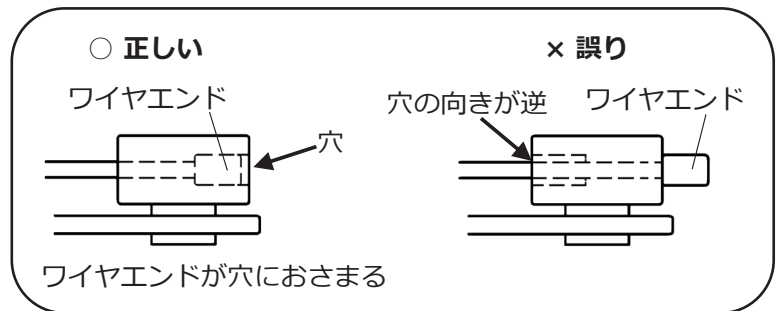 ○ 正しい
× 誤り
ワイヤエンド
穴
穴の向きが逆
ワイヤエンド
ワイヤエンドが穴におさまる